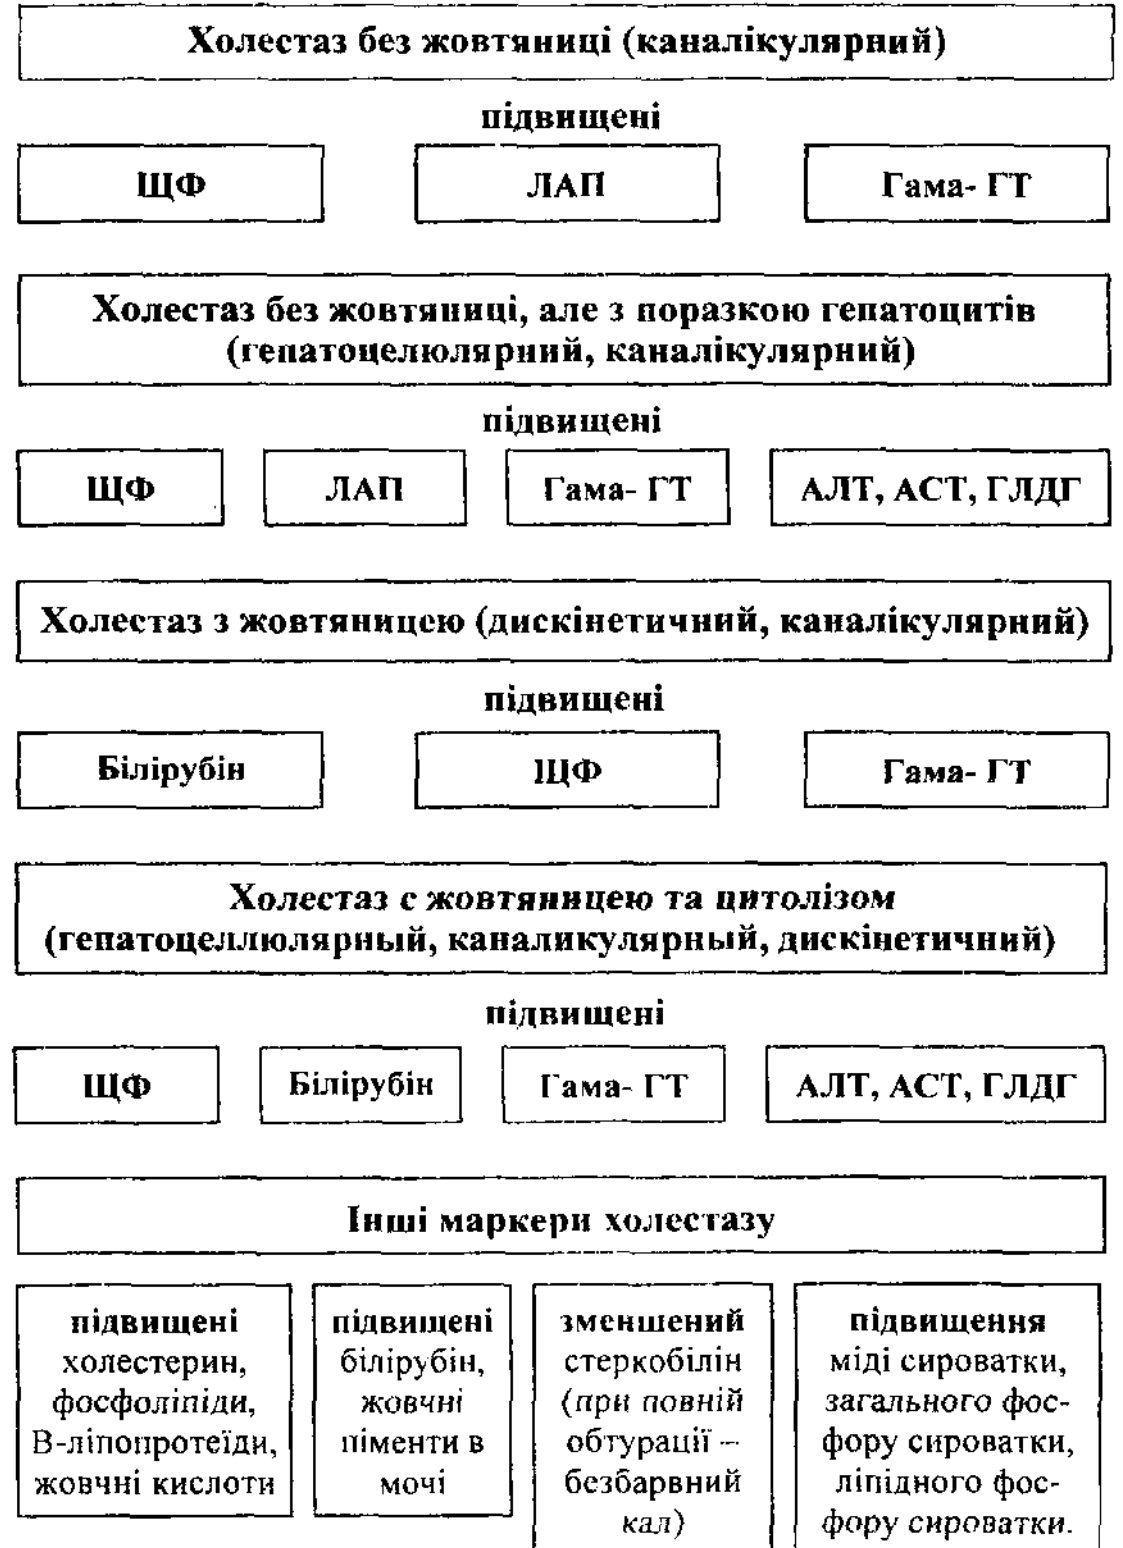 Холестаз без жовтяниці (каналікулярний)
підвищені
ЩФ
ЛАП
Гама- ГТ
Холестаз без жовтяниці, але з поразкою гепатоцитів
(гепатоцелюлярний, каналікулярний)
підвищені
ЩФ
ЛАП
Гама- ГТ
АЛТ, АСТ, ГЛДГ
Холестаз з жовтяницею (дискінетичний, каналікулярний)
підвищені
Білірубін
ЩФ
Гама- ГТ
Холестаз с жовтяницею та цитолізом
(гепатоцеллюлярный, каналикулярный, дискінетичний)
підвищені
ЩФ
Білірубін
Гама- ГТ
АЛТ, АСТ, ГЛДГ
Інші маркери холестазу
підвищені
холестерин,
фосфоліпіди,
В-ліпопротеїди,
жовчні кислоти
підвищені
білірубін,
жовчні
піменти в
мочі
зменшений
стеркобілін
(при повній
обтурації –
безбарвний
кал)
підвищення
міді сироватки,
загального фос-
фору сироватки,
ліпідного фос-
фору сироватки.